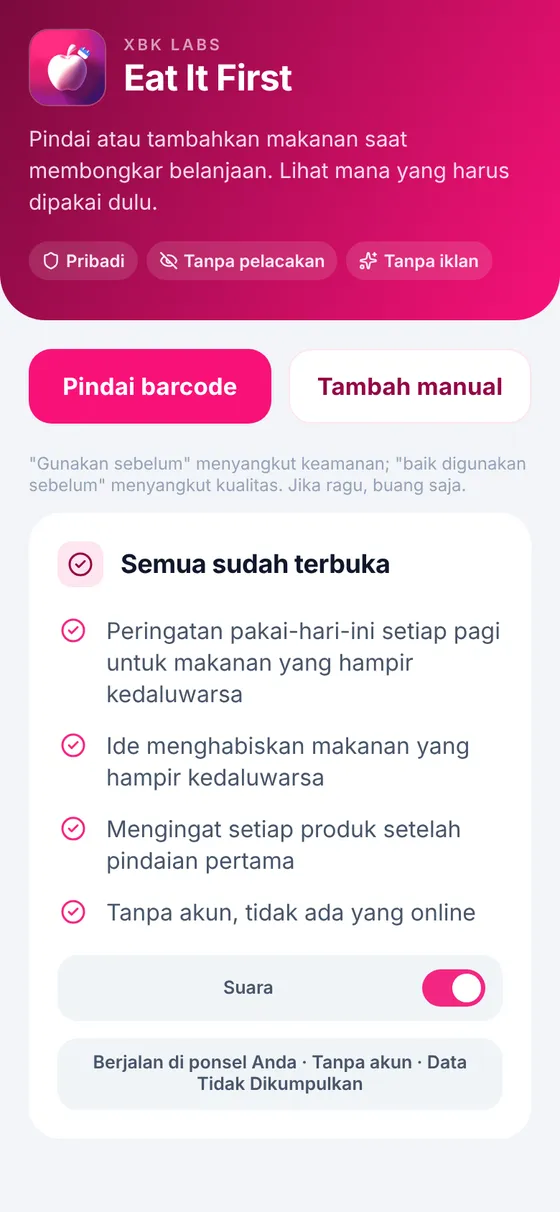 XBK LABS
Eat It First
Pindai atau tambahkan makanan saat
membongkar belanjaan. Lihat mana yang harus
dipakai dulu.
Pribadi
Tanpa pelacakan
Tanpa iklan
Pindai barcode
Tambah manual
"Gunakan sebelum" menyangkut keamanan; "baik digunakan
sebelum" menyangkut kualitas. Jika ragu, buang saja.
Semua sudah terbuka
Peringatan pakai-hari-ini setiap pagi
untuk makanan yang hampir
kedaluwarsa
Ide menghabiskan makanan yang
hampir kedaluwarsa
Mengingat setiap produk setelah
pindaian pertama
Tanpa akun, tidak ada yang online
Suara
Berjalan di ponsel Anda · Tanpa akun · Data
Tidak Dikumpulkan